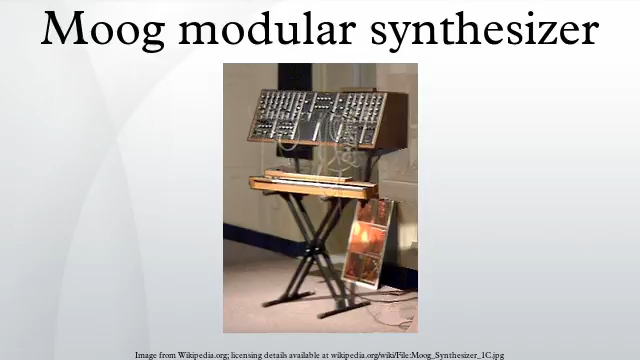 Moog modular synthesizer
Image from Wikipedia.org; licensing details available at wikipedia.org/wiki/File:Moog_Synthesizer_1C.jpg